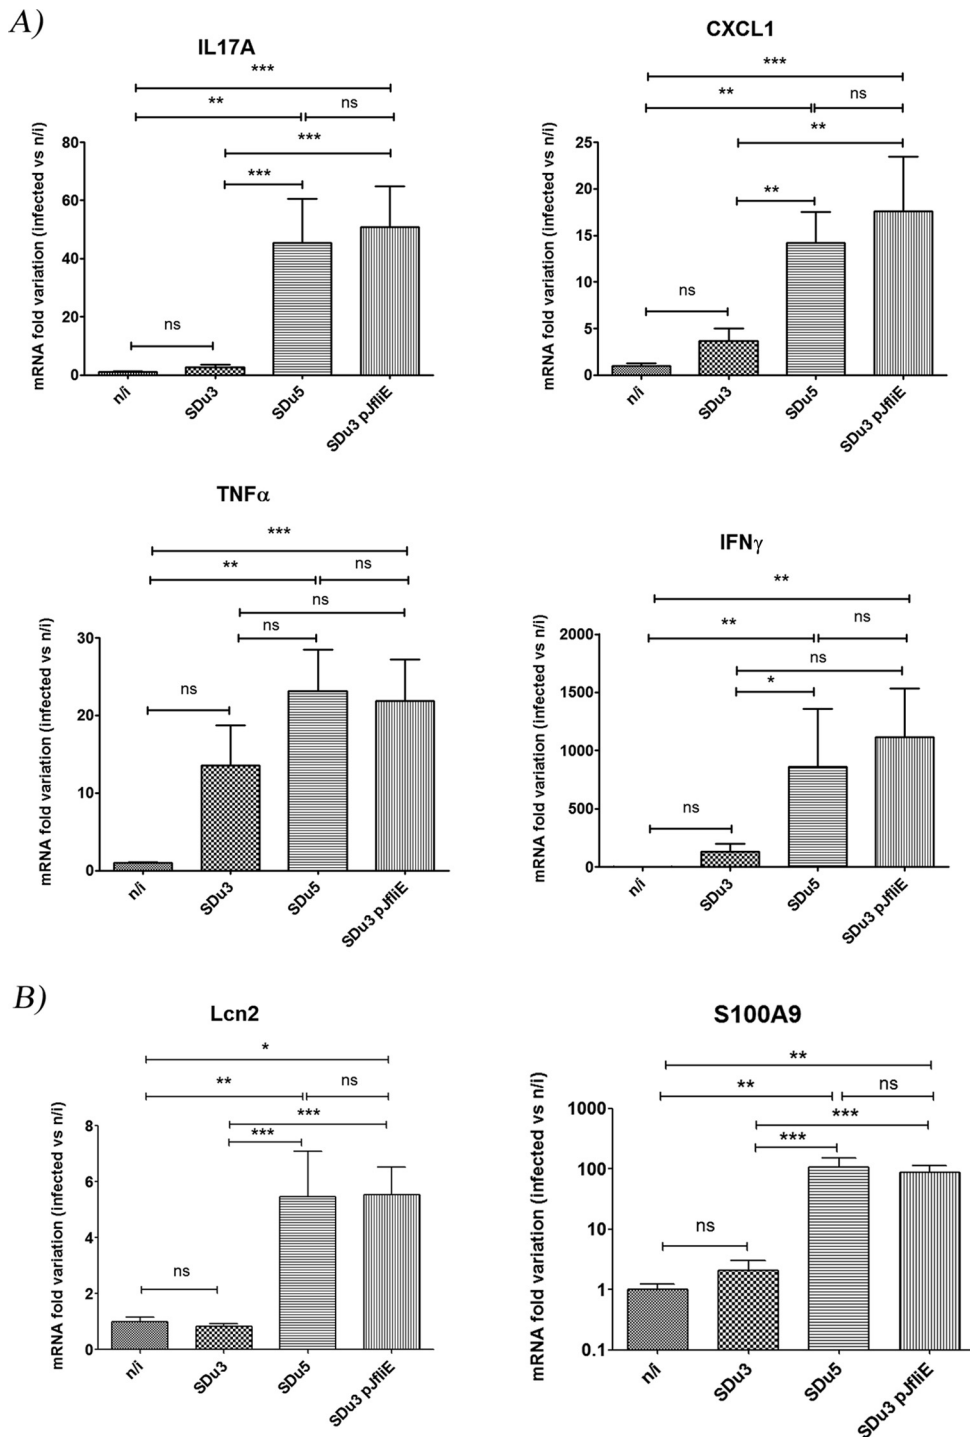 A)
IL17A
***
**
ns
***
***
ns
mRNA fold variation (infected vs n/i)
80
60
40
20
0
n/i
SDu3
SDu5
SDu3 pJfliE
CXCL1
***
**
ns
**
**
ns
mRNA fold variation (infected vs n/i)
25
20
15
10
5
0
n/i
SDu3
SDu5
SDu3 pJfliE
TNFα
***
**
ns
ns
ns
ns
mRNA fold variation (infected vs n/i)
30
20
10
0
n/i
SDu3
SDu5
SDu3 pJfliE
IFNγ
**
**
ns
ns
*
ns
mRNA fold variation (infected vs n/i)
2000
1500
1000
500
0
n/i
SDu3
SDu5
SDu3 pJfliE
B)
Lcn2
*
**
ns
***
***
ns
mRNA fold variation (infected vs n/i)
8
6
4
2
0
n/i
SDu3
SDu5
SDu3 pJfliE
S100A9
**
**
ns
***
***
ns
mRNA fold variation (infected vs n/i)
1000
100
10
1
0.1
n/i
SDu3
SDu5
SDu3 pJfliE